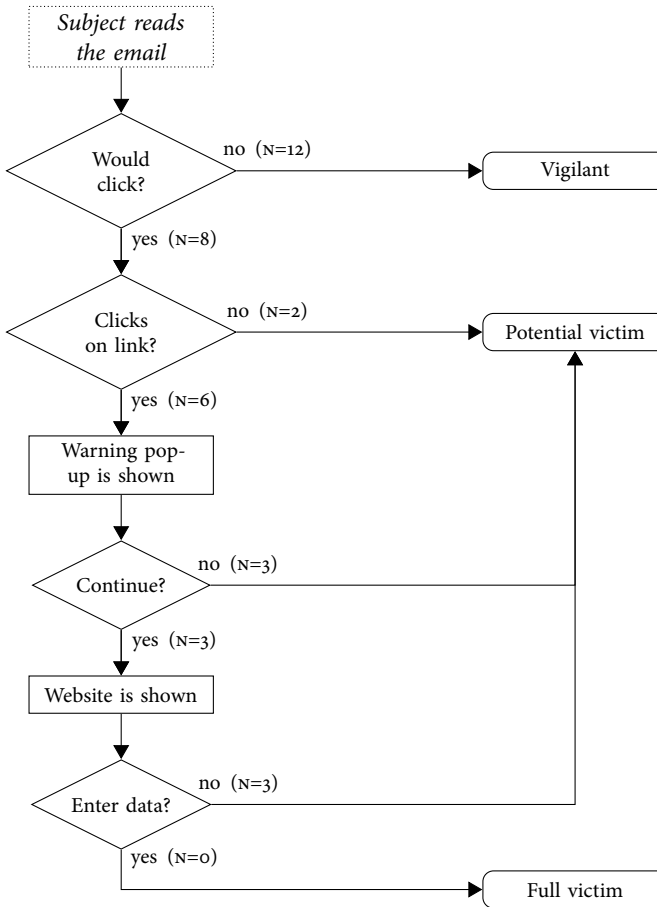 Subject reads
the email
Would
click?
no (N=12)
Vigilant
yes (N=8)
Clicks
on link?
no (N=2)
Potential victim
yes (N=6)
Warning pop-
up is shown
Continue?
no (N=3)
yes (N=3)
Website is shown
Enter data?
no (N=3)
yes (N=0)
Full victim